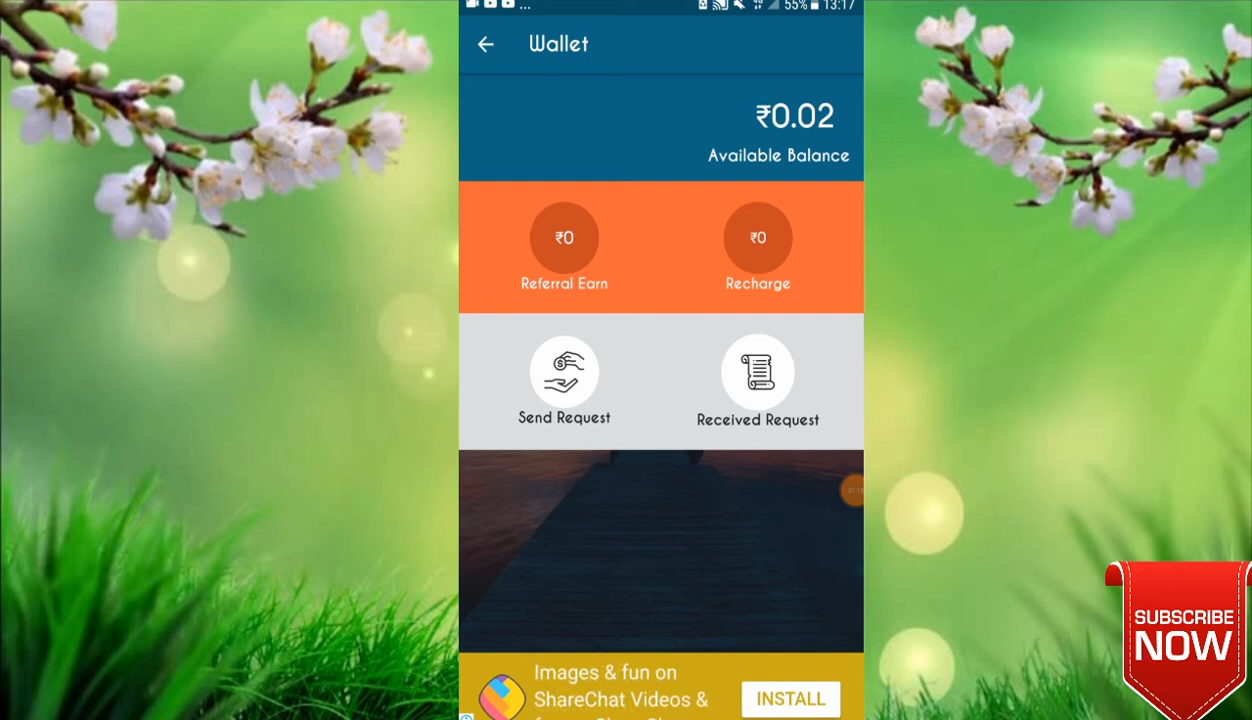 ... 55% 13:17
Wallet
₹0.02
Available Balance
₹0
₹0
Referral Earn
Recharge
Send Request
Received Request
Images & fun on
ShareChat Videos &
INSTALL
SUBSCRIBE
NOW